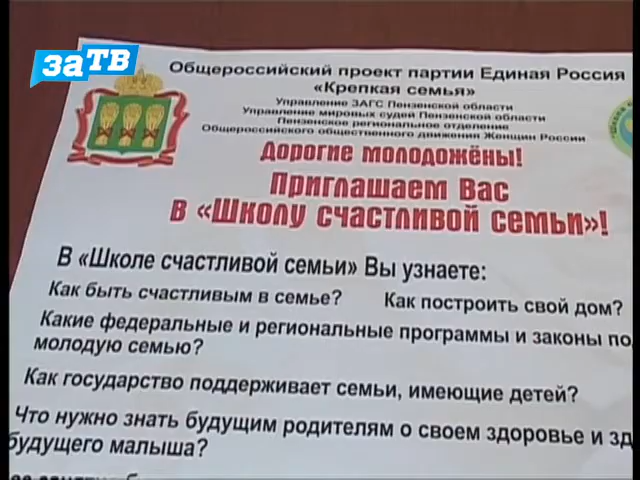 заТВ
Общероссийский проект партии Единая Россия
«Крепкая семья»
Управление ЗАГС Пензенской области
Управление мировых судей Пензенской области
Пензенское региональное отделение
Общероссийского общественного движения Женщин России
Дорогие молодожёны!
Приглашаем Вас
в «Школу счастливой семьи»!
В «Школе счастливой семьи» Вы узнаете:
Как быть счастливым в семье? Как построить свой дом?
Какие федеральные и региональные программы и законы по
молодую семью?
Как государство поддерживает семьи, имеющие детей?
Что нужно знать будущим родителям о своем здоровье и зд
будущего малыша?